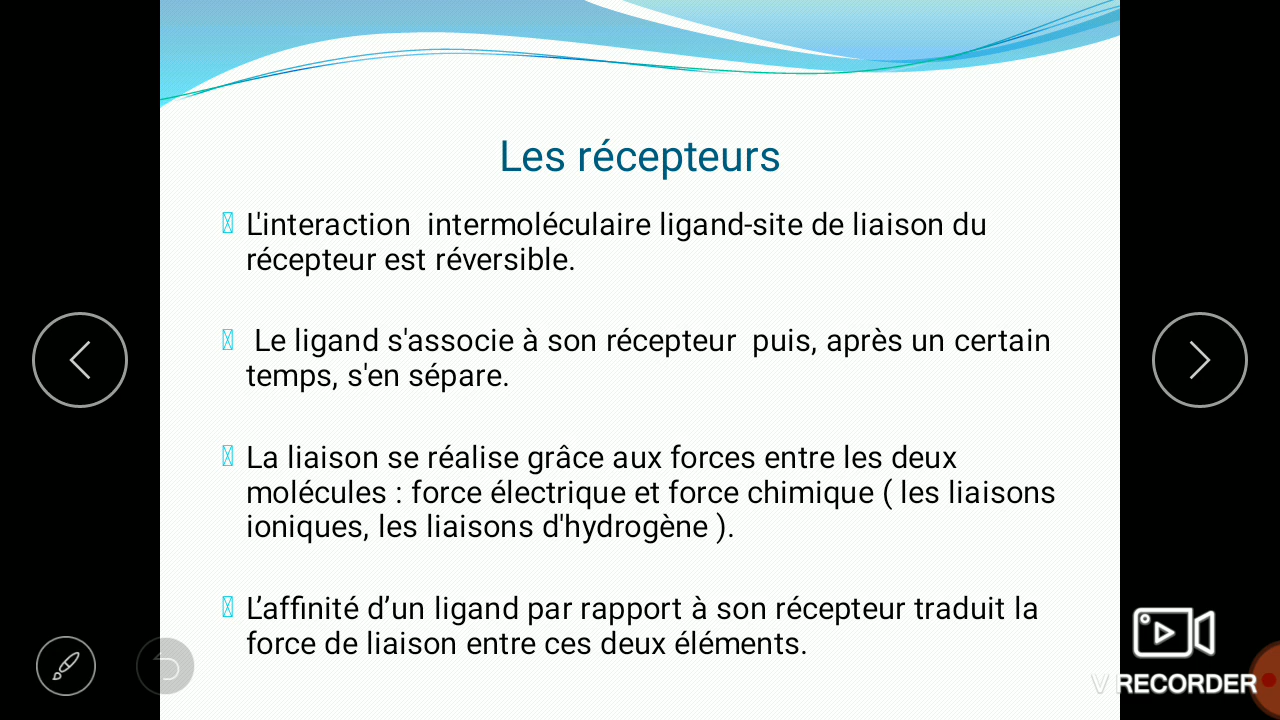 Les récepteurs
L'interaction  intermoléculaire ligand-site de liaison du
récepteur est réversible.
Le ligand s'associe à son récepteur  puis, après un certain
temps, s'en sépare.
La liaison se réalise grâce aux forces entre les deux
molécules : force électrique et force chimique ( les liaisons
ioniques, les liaisons d'hydrogène ).
L’affinité d’un ligand par rapport à son récepteur traduit la
force de liaison entre ces deux éléments.
V RECORDER